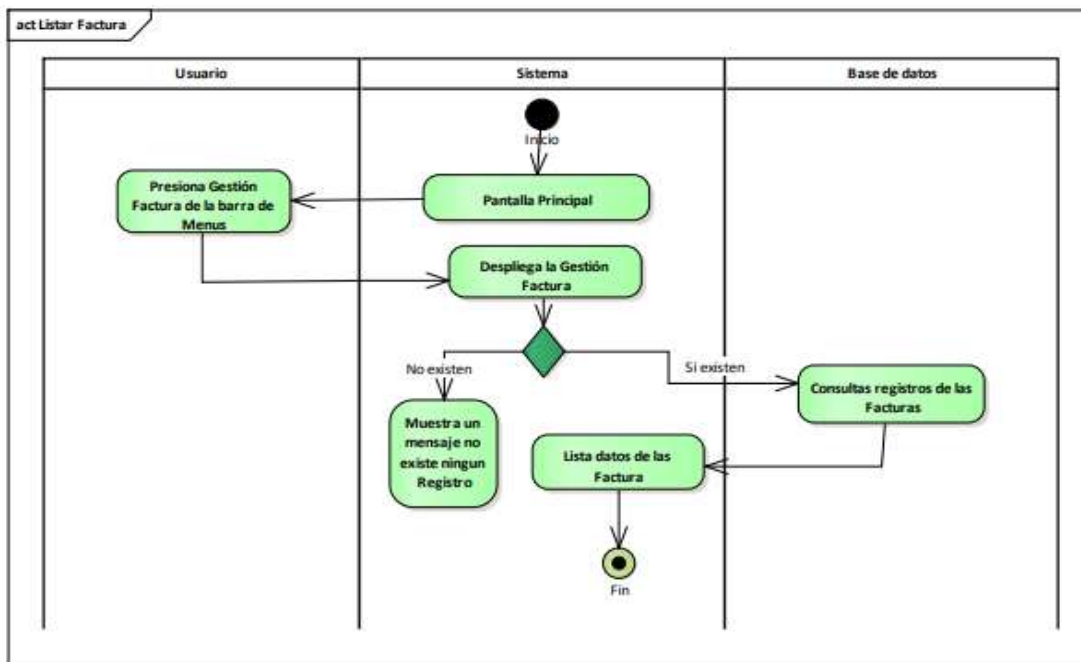 act Listar Factura
Usuario
Sistema
Base de datos
Inicio
Presiona Gestión
Factura de la barra de
Menus
Pantalla Principal
Despliega la Gestión
Factura
No existen
Si existen
Consultas registros de las
Facturas
Muestra un
mensaje no
existe ningun
Registro
Lista datos de las
Factura
Fin